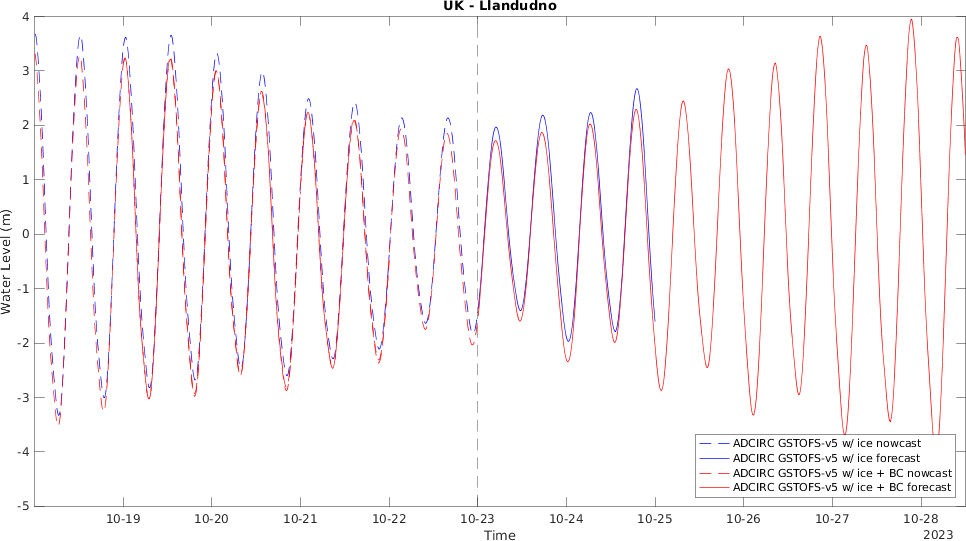 UK - Llandudno
4
3
2
1
0
-1
-2
-3
-4
-5
Water Level (m)
10-19 10-20 10-21 10-22 10-23 10-24 10-25 10-26 10-27 10-28
2023
Time
ADCIRC GSTOFS-v5 w/ ice nowcast
ADCIRC GSTOFS-v5 w/ ice forecast
ADCIRC GSTOFS-v5 w/ ice + BC nowcast
ADCIRC GSTOFS-v5 w/ ice + BC forecast